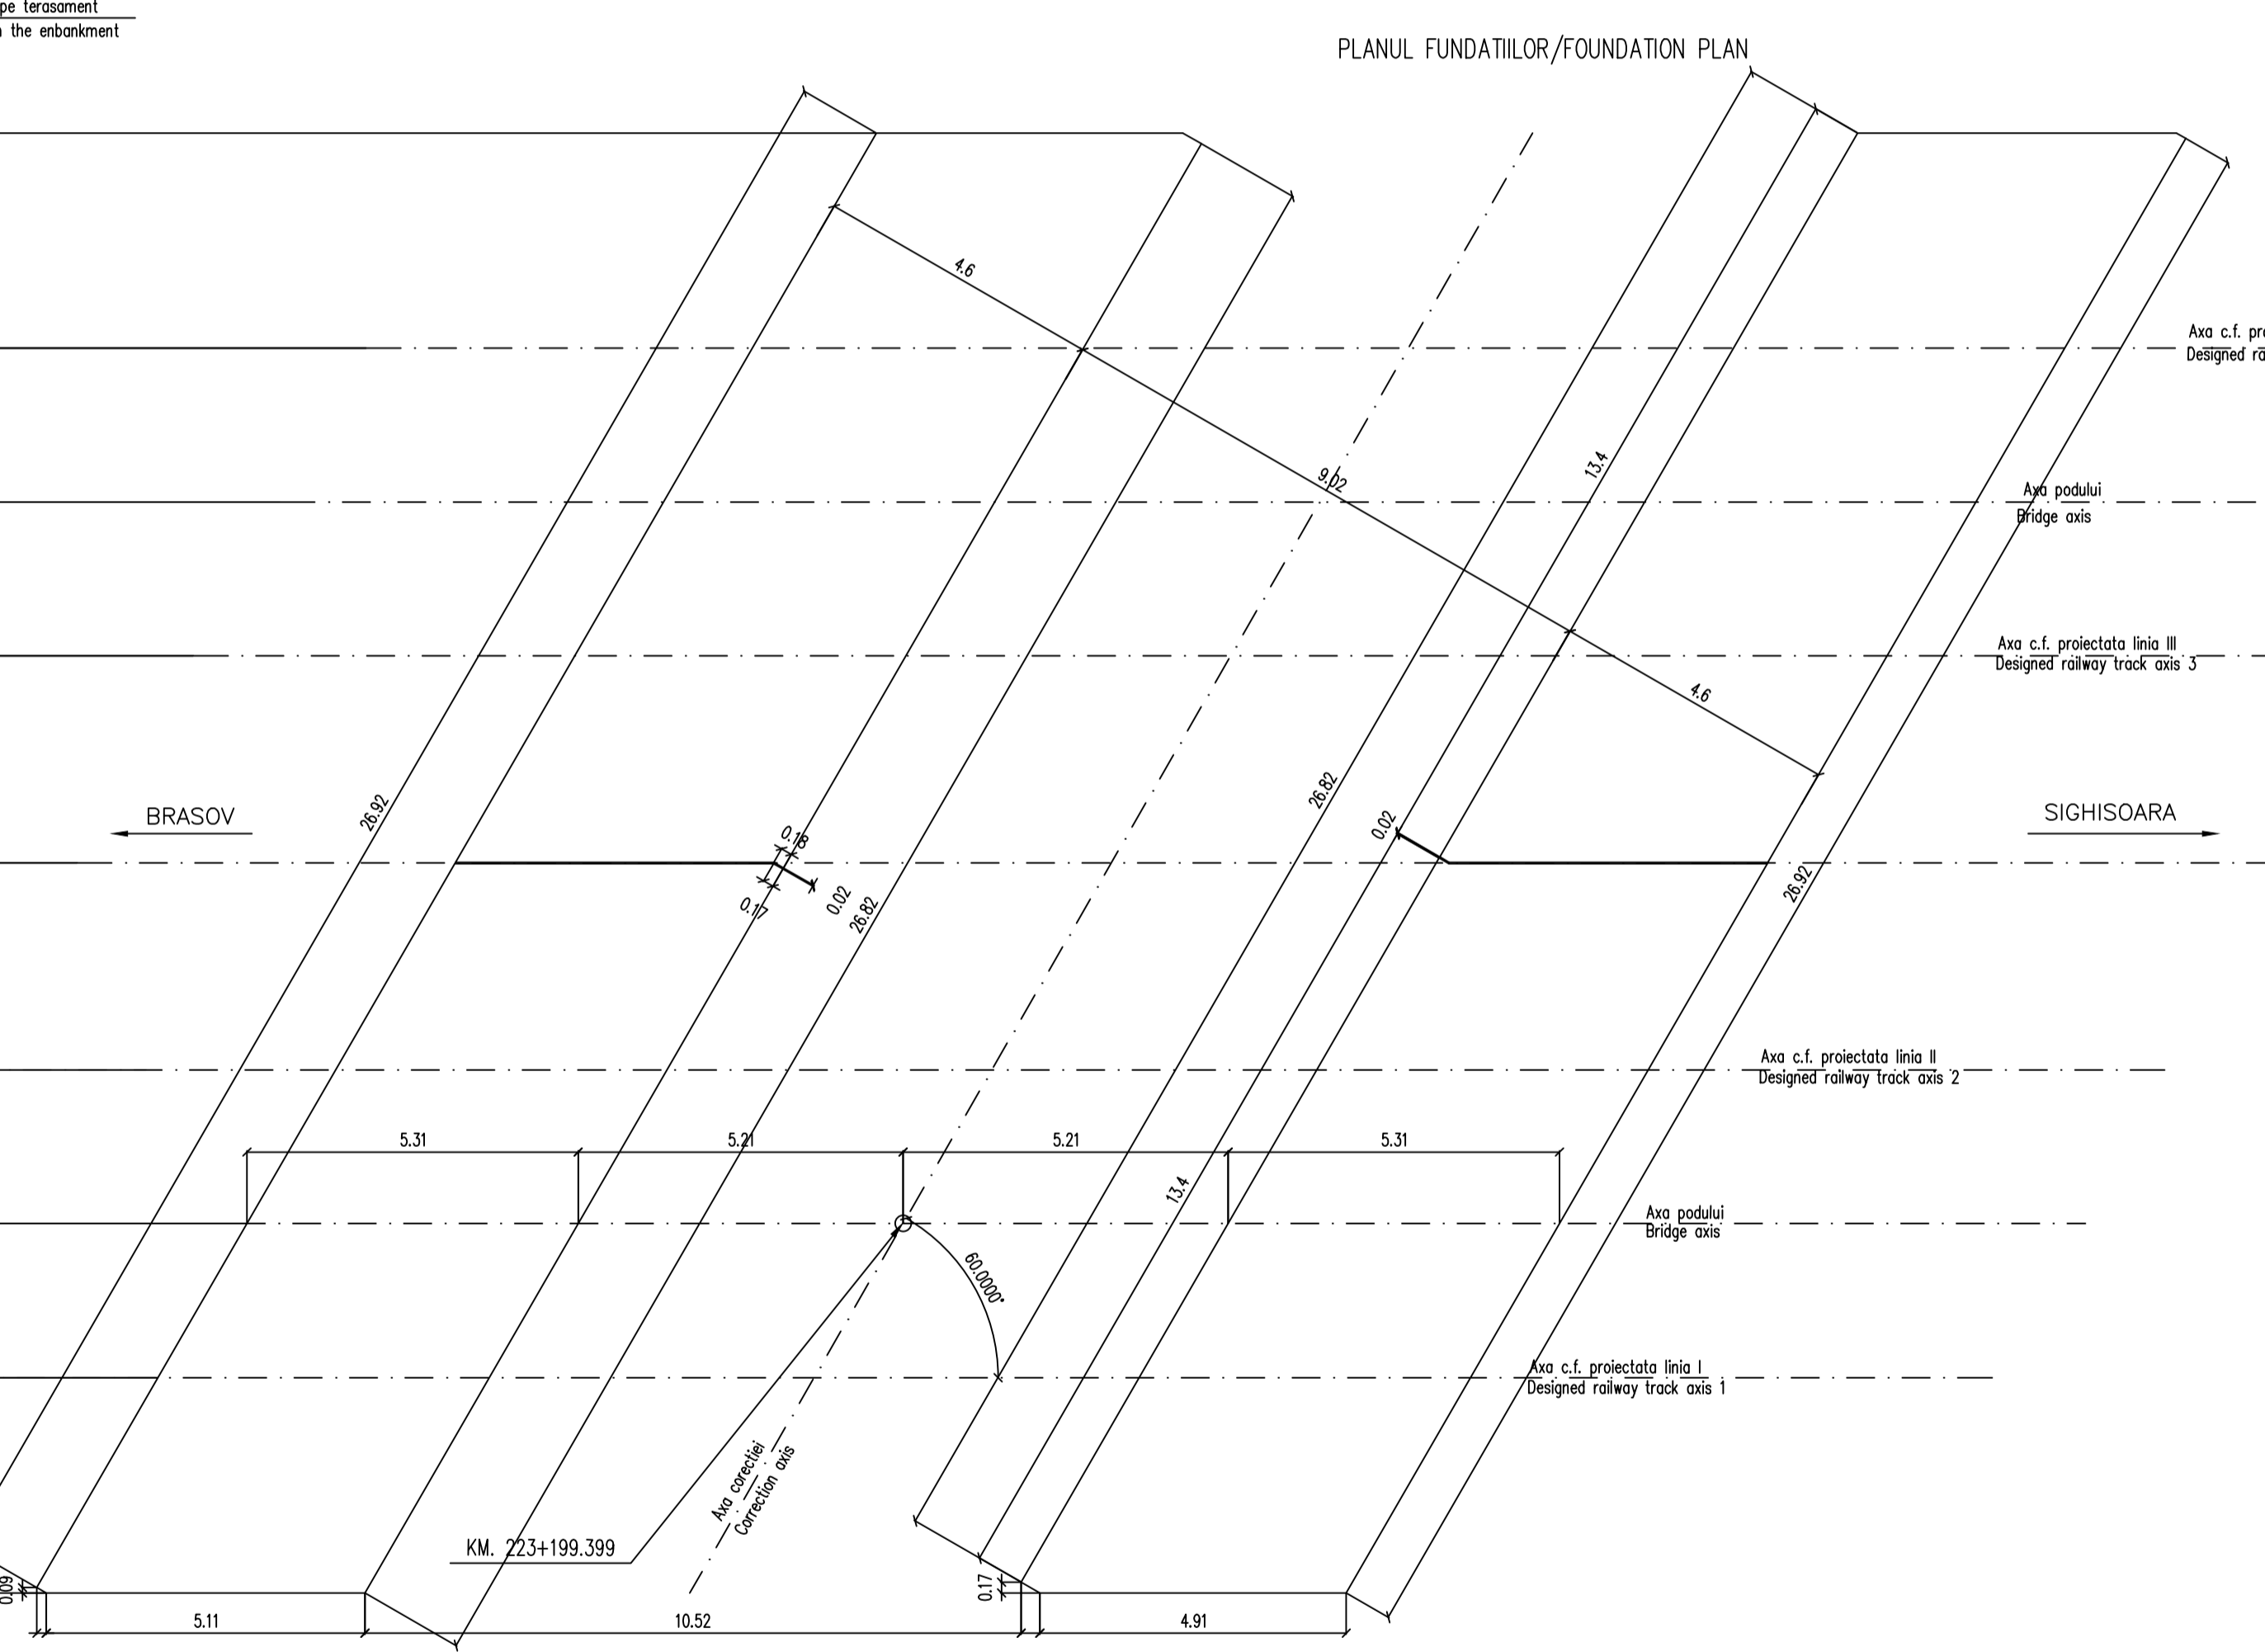 pe terasament
the enbankment
PLANUL FUNDATIILOR/FOUNDATION PLAN
4.6
Axa c.f.
Designed
13.4
9.02
Axa podului
Bridge axis
Axa c.f. proiectata linia III
Designed railway track axis 3
4.6
26.92
BRASOV
26.82
SIGHISOARA
0.02
0.18
26.92
0.17
0.02
26.82
Axa c.f. proiectata linia II
Designed railway track axis 2
5.31
5.21
5.21
5.31
13.4
Axa podului
Bridge axis
60.0000°
Axa c.f. proiectata linia I
Designed railway track axis 1
Axa corectiei
Correction axis
KM. 223+199.399
0.09
0.17
5.11
10.52
4.91